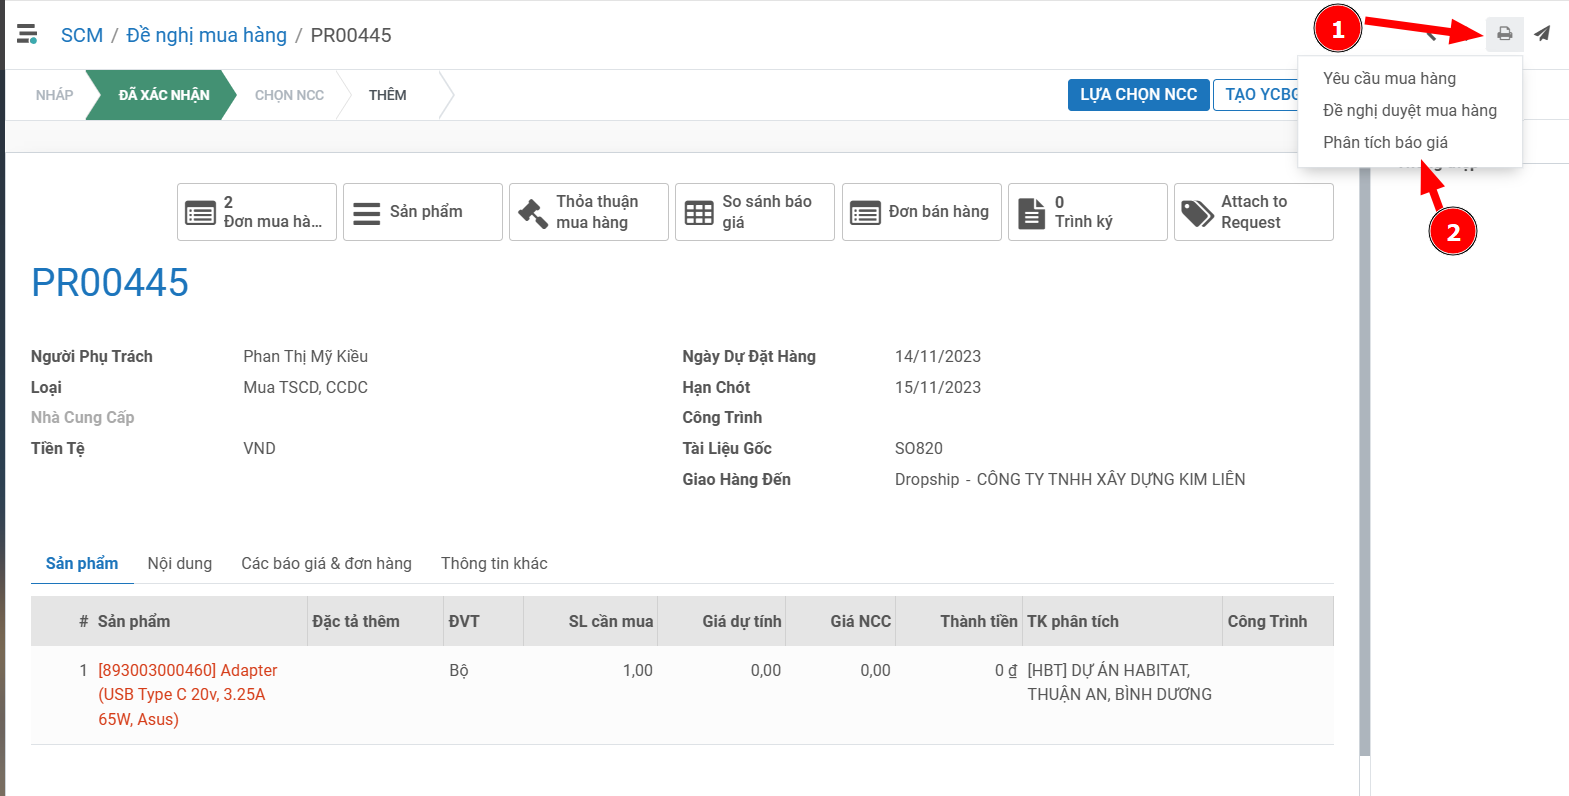 SCM / Đề nghị mua hàng / PR00445
1
NHÁP
ĐÃ XÁC NHẬN
CHỌN NCC
THÊM
LỰA CHỌN NCC
TẠO YCBG
Yêu cầu mua hàng
Đề nghị duyệt mua hàng
Phân tích báo giá
2
2
Đơn mua hà...
Sản phẩm
Thỏa thuận
mua hàng
So sánh báo
giá
Đơn bán hàng
0
Trình ký
Attach to
Request
PR00445
Người Phụ Trách Phan Thị Mỹ Kiều
Loại Mua TSCD, CCDC
Nhà Cung Cấp
Tiền Tệ VND
Ngày Dự Đặt Hàng 14/11/2023
Hạn Chót 15/11/2023
Công Trình
Tài Liệu Gốc SO820
Giao Hàng Đến Dropship - CÔNG TY TNHH XÂY DỰNG KIM LIÊN
Sản phẩm Nội dung Các báo giá & đơn hàng Thông tin khác
# Sản phẩm Đặc tả thêm ĐVT SL cần mua Giá dự tính Giá NCC Thành tiền TK phân tích Công Trình
1 [893003000460] Adapter Bộ 1,00 0,00 0,00 0 ₫ [HBT] DỰ ÁN HABITAT,
(USB Type C 20v, 3.25A THUẬN AN, BÌNH DƯƠNG
65W, Asus)